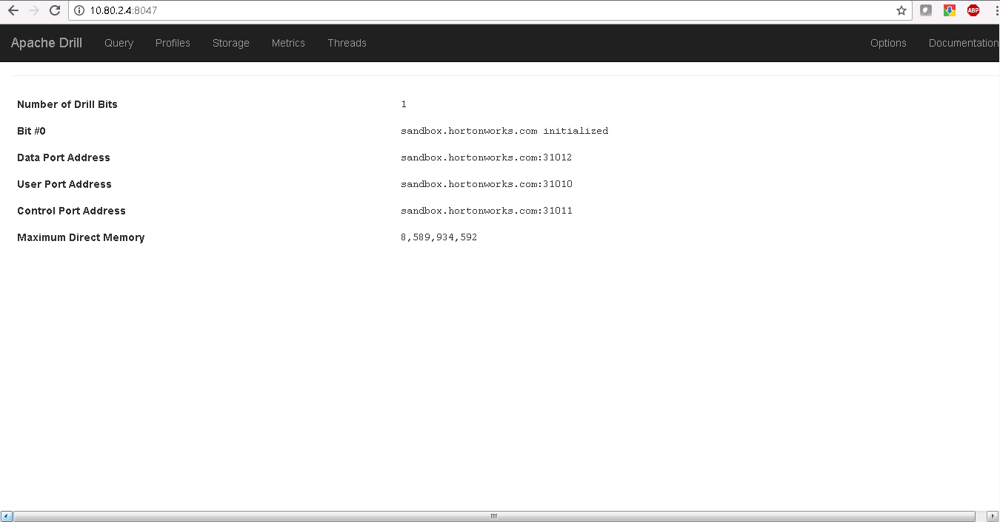 10.80.2.4:8047 ABP
Apache Drill Query Profiles Storage Metrics Threads Options Documentation
Number of Drill Bits 1
Bit #0 sandbox.hortonworks.com initialized
Data Port Address sandbox.hortonworks.com:31012
User Port Address sandbox.hortonworks.com:31010
Control Port Address sandbox.hortonworks.com:31011
Maximum Direct Memory 8,589,934,592